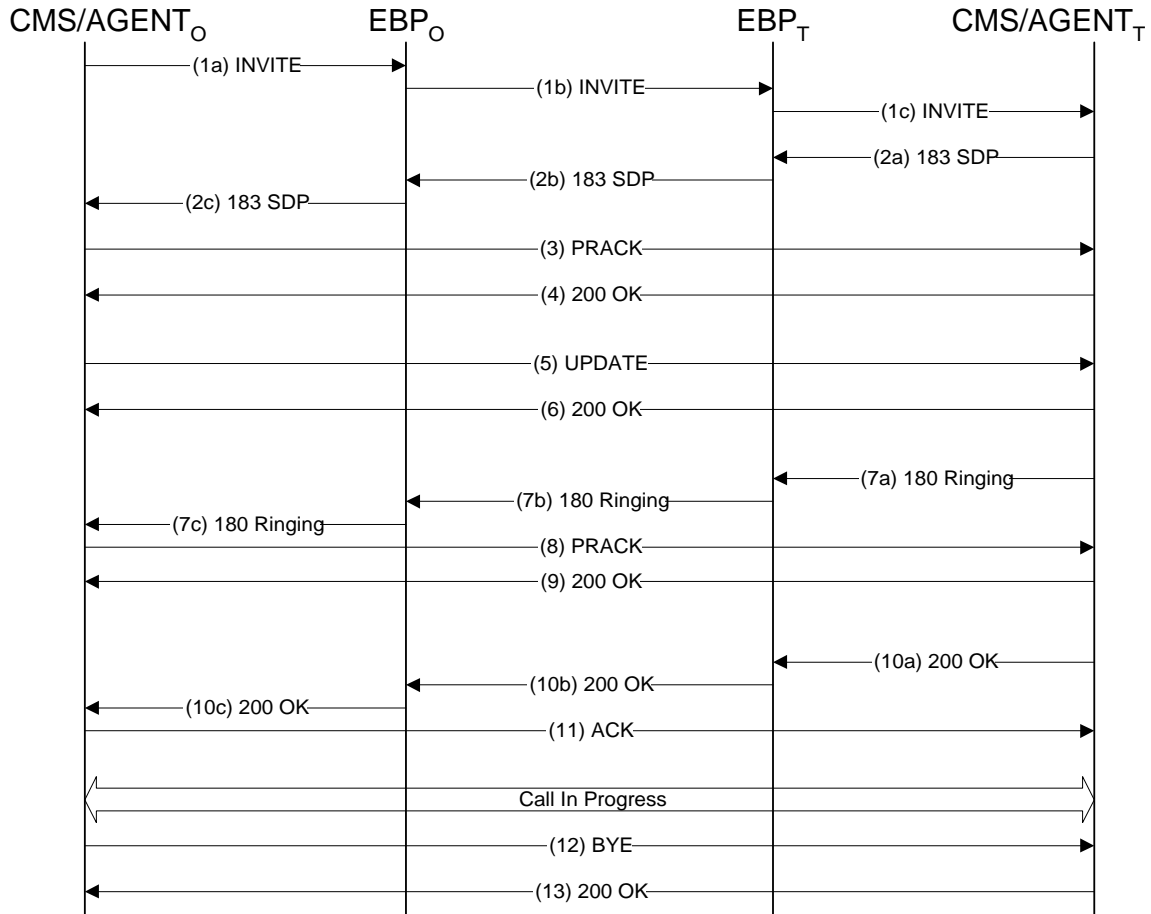 CMS/AGENTO EBPO EBPT CMS/AGENTT
(1a) INVITE
(1b) INVITE
(1c) INVITE
(2a) 183 SDP
(2b) 183 SDP
(2c) 183 SDP
(3) PRACK
(4) 200 OK
(5) UPDATE
(6) 200 OK
(7a) 180 Ringing
(7b) 180 Ringing
(7c) 180 Ringing
(8) PRACK
(9) 200 OK
(10a) 200 OK
(10b) 200 OK
(10c) 200 OK
(11) ACK
Call In Progress
(12) BYE
(13) 200 OK